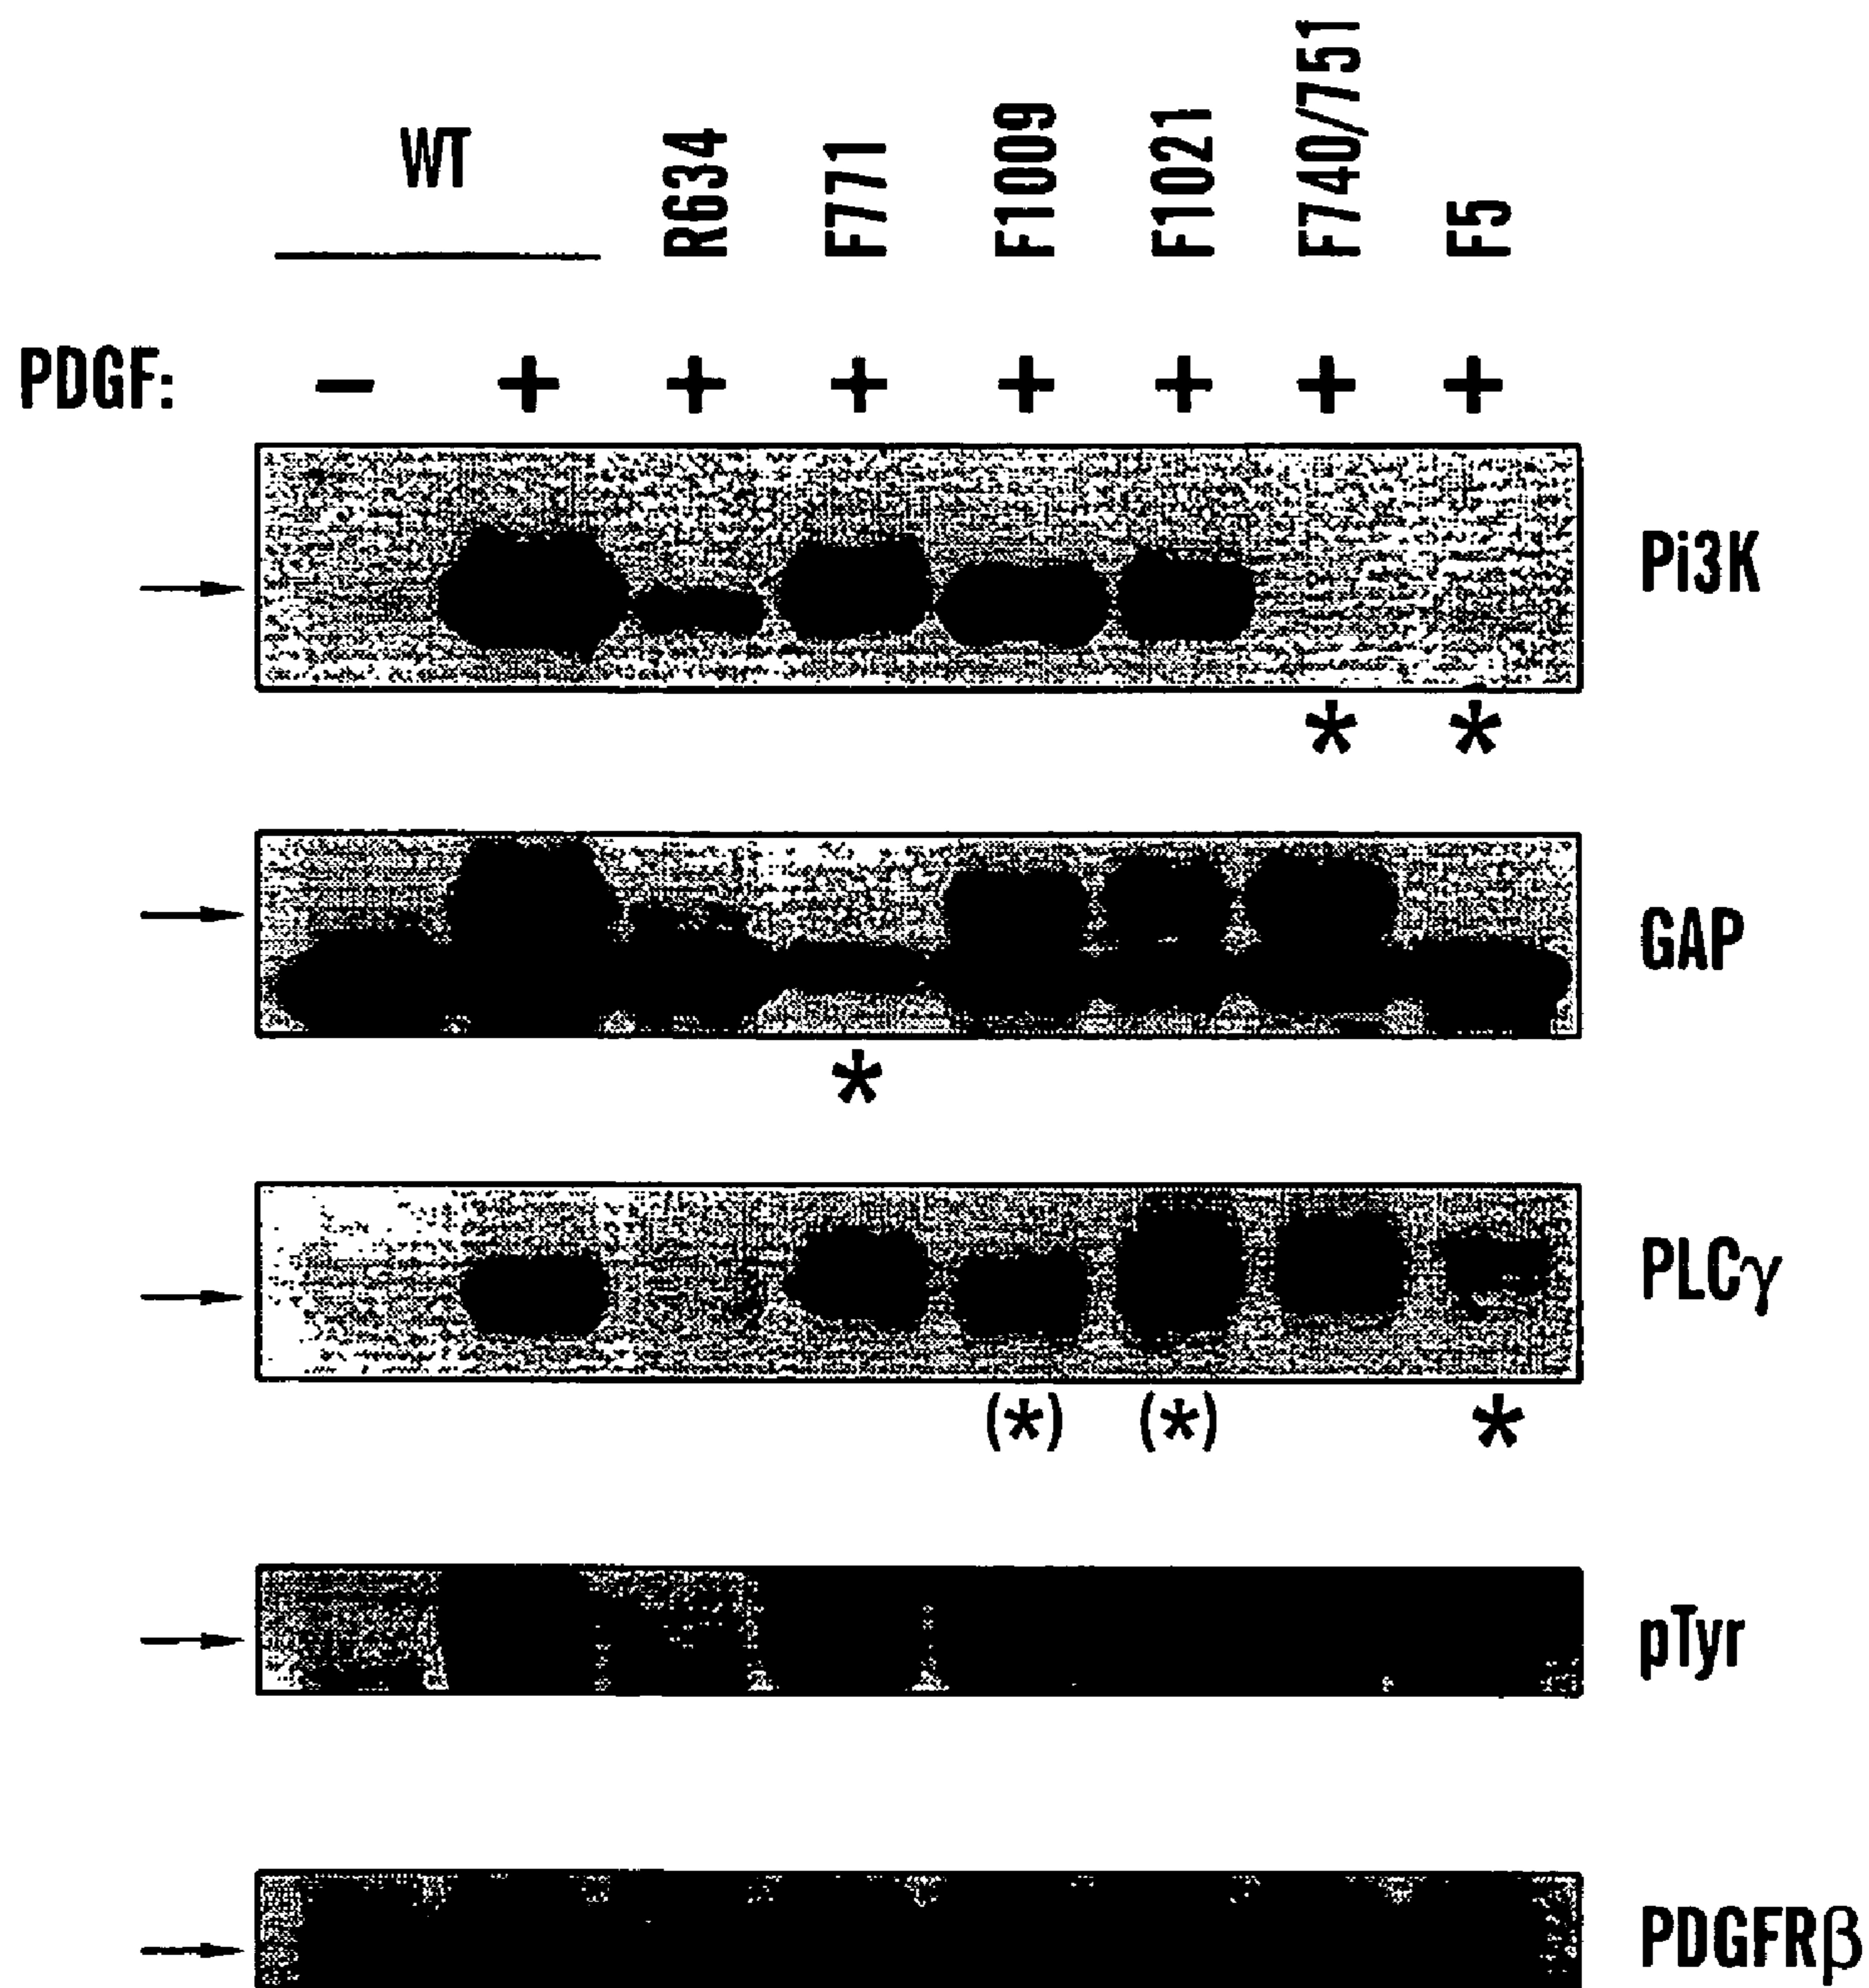 WT
R634
F771
F1009
F1021
F740/751
F5
PDGF: − + + + + + + +
Pi3K
* *
GAP
*
PLCγ
(*) (*) *
pTyr
PDGFRβ